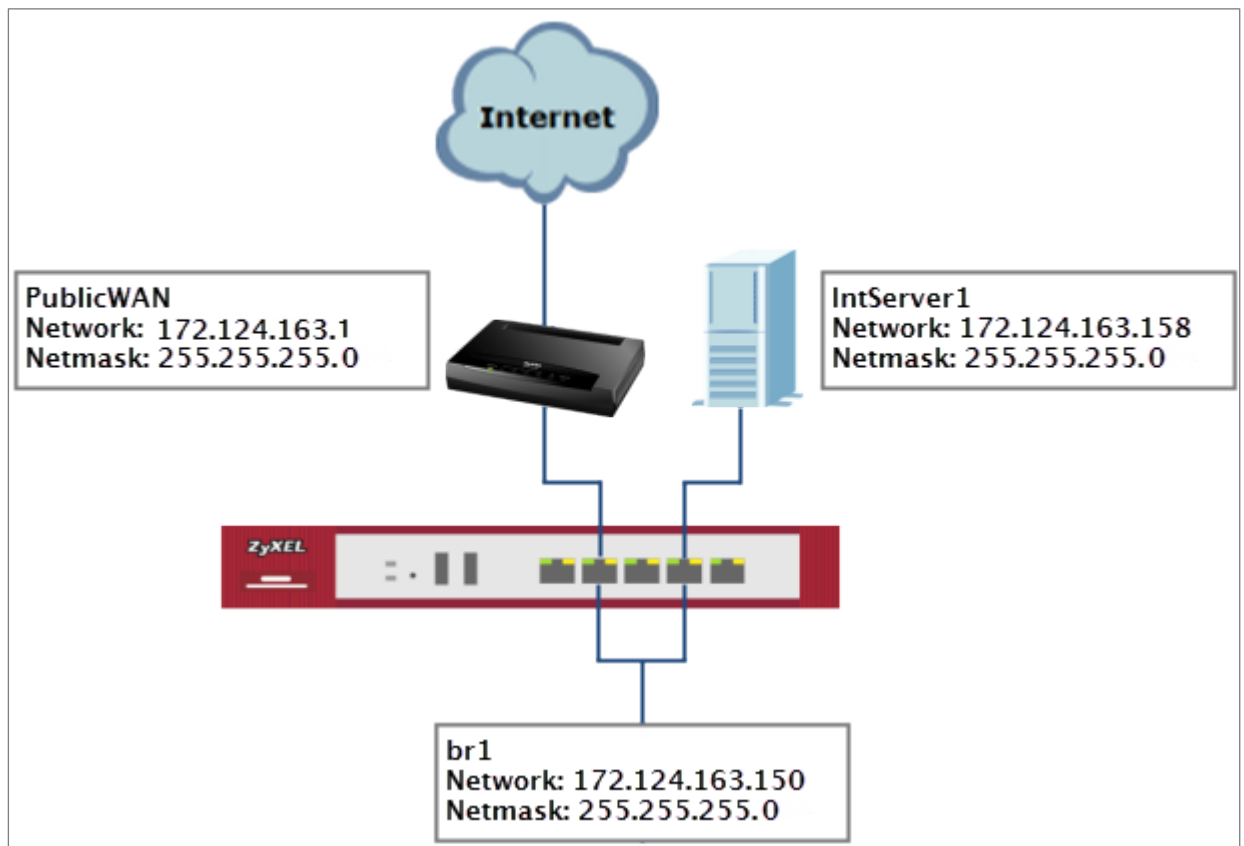 Internet
PublicWAN
Network: 172.124.163.1
Netmask: 255.255.255.0
IntServer1
Network: 172.124.163.158
Netmask: 255.255.255.0
ZyXEL
br1
Network: 172.124.163.150
Netmask: 255.255.255.0